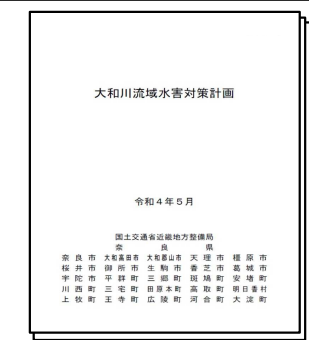 大和川流域水害対策計画
令和４年５月
国土交通省近畿地方整備局
奈良県
奈良市 大和高田市 大和郡山市 天理市 橿原市
桜井市 御所市 生駒市 香芝市 葛城市
宇陀市 平群町 三郷町 斑鳩町 安堵町
川西町 三宅町 田原本町 高取町 明日香村
上牧町 王寺町 広陵町 河合町 大淀町